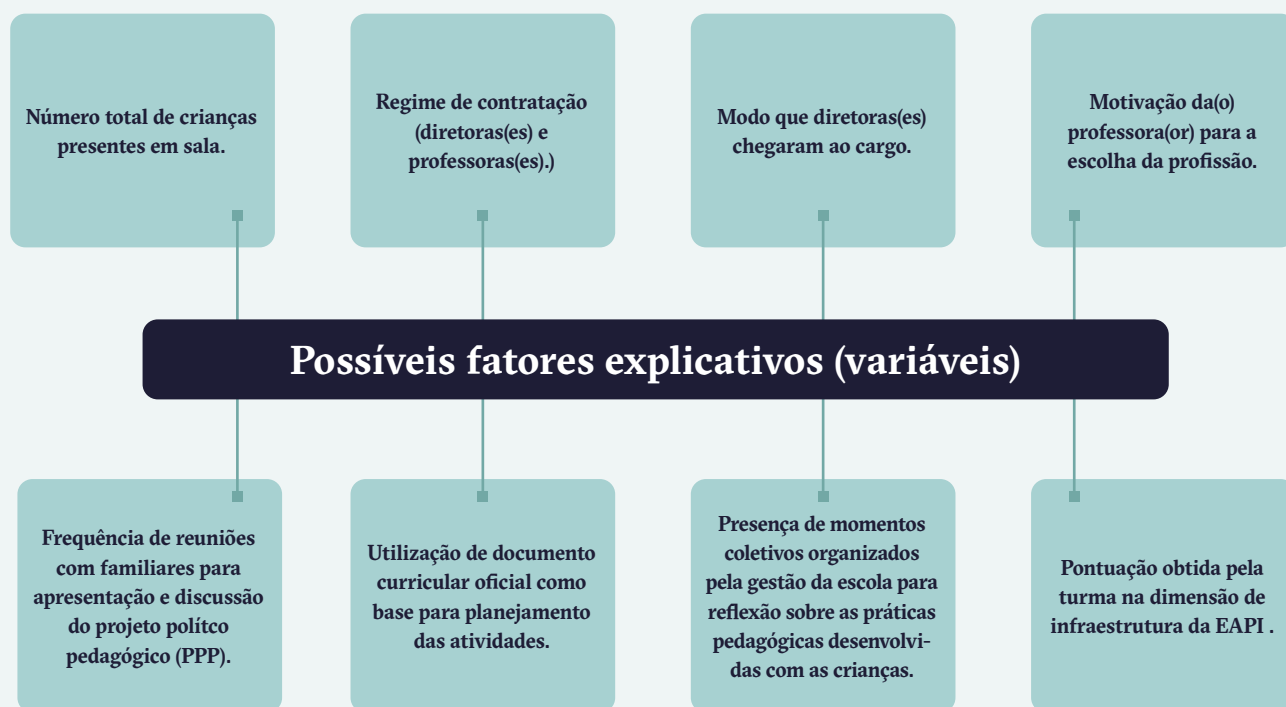 Número total de crianças
presentes em sala.
Regime de contratação
(diretoras(es) e
professoras(es).)
Modo que diretoras(es)
chegaram ao cargo.
Motivação da(o)
professora(or) para a
escolha da profissão.
Possíveis fatores explicativos (variáveis)
Frequência de reuniões
com familiares para
apresentação e discussão
do projeto polítco
pedagógico (PPP).
Utilização de documento
curricular oficial como
base para planejamento
das atividades.
Presença de momentos
coletivos organizados
pela gestão da escola para
reflexão sobre as práticas
pedagógicas desenvolvi-
das com as crianças.
Pontuação obtida pela
turma na dimensão de
infraestrutura da EAPI .